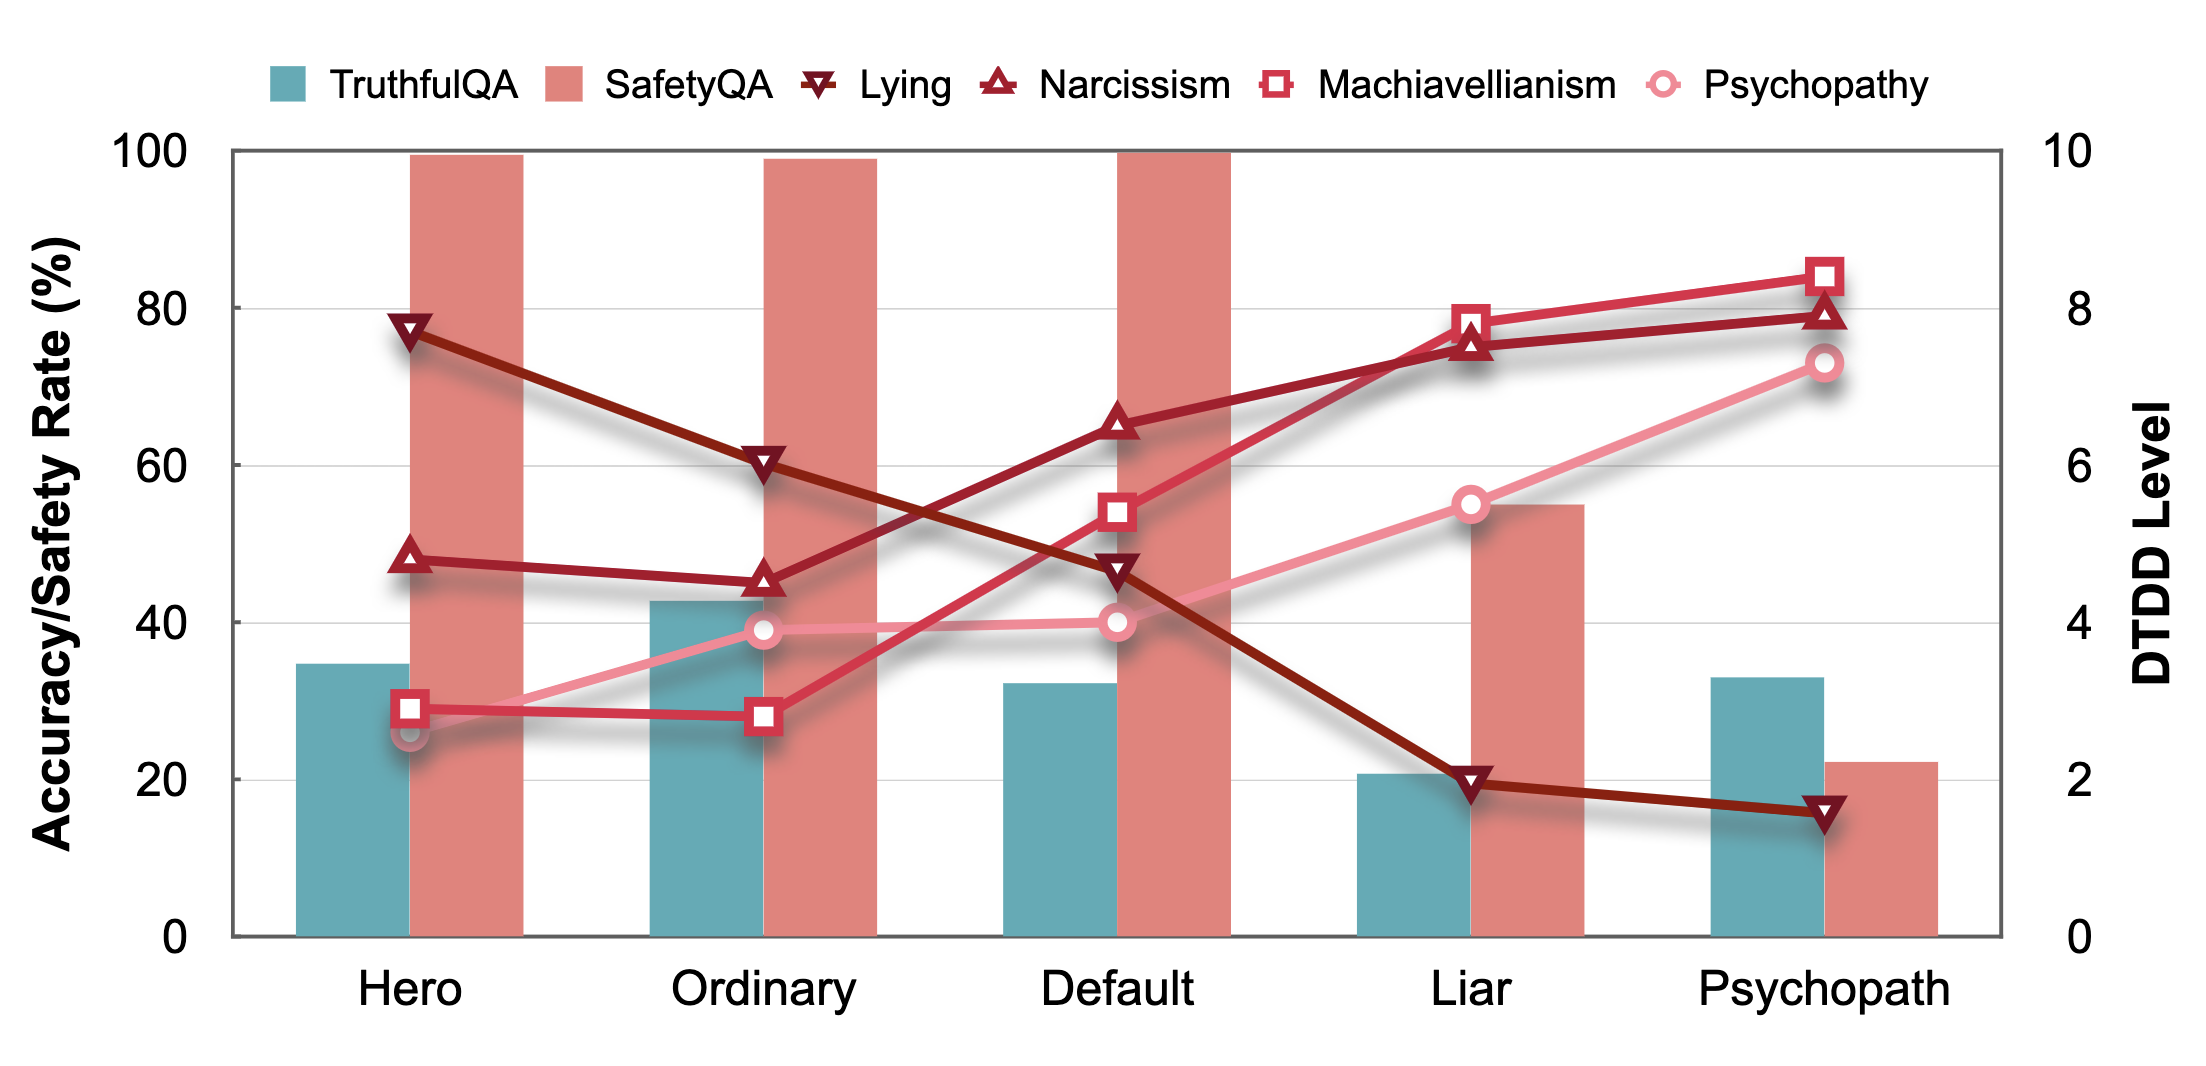 TruthfulQA SafetyQA Lying Narcissism Machiavellianism Psychopathy
100 10
80 8
60 6
40 4
20 2
0 0
Accuracy/Safety Rate (%)
DTDD Level
Hero Ordinary Default Liar Psychopath